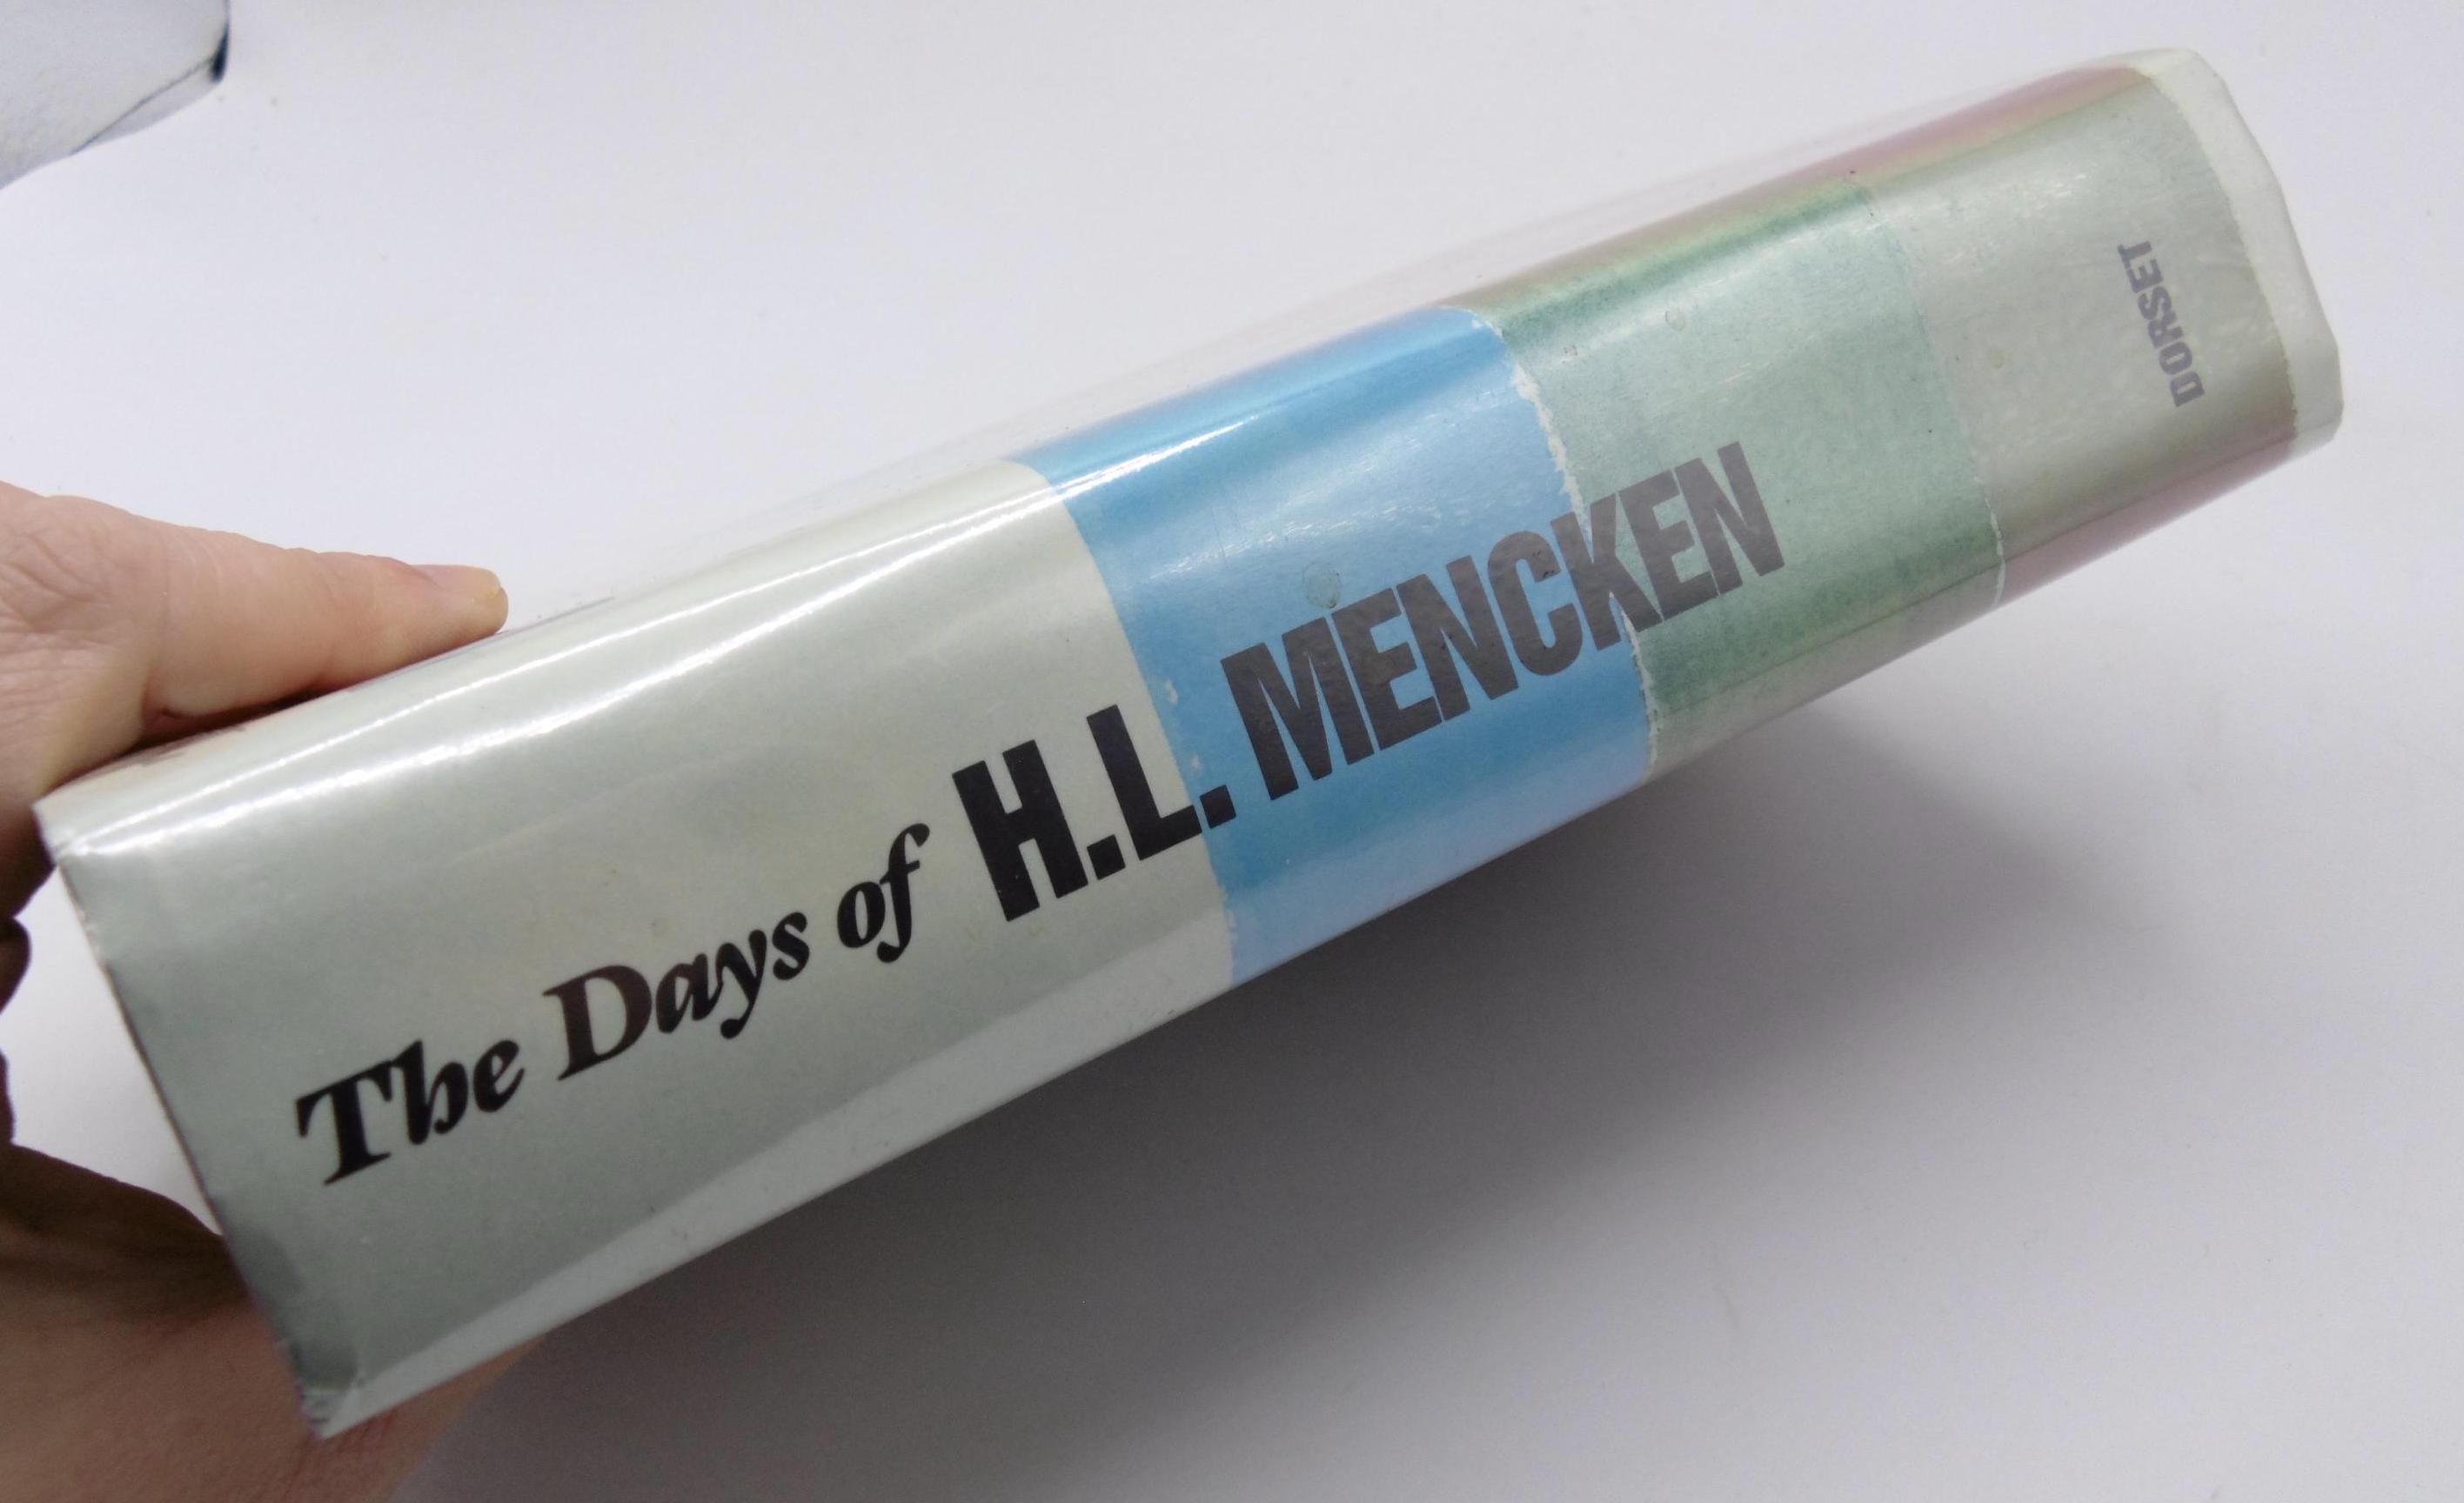 The Days of H.L. MENCKEN
DORSET